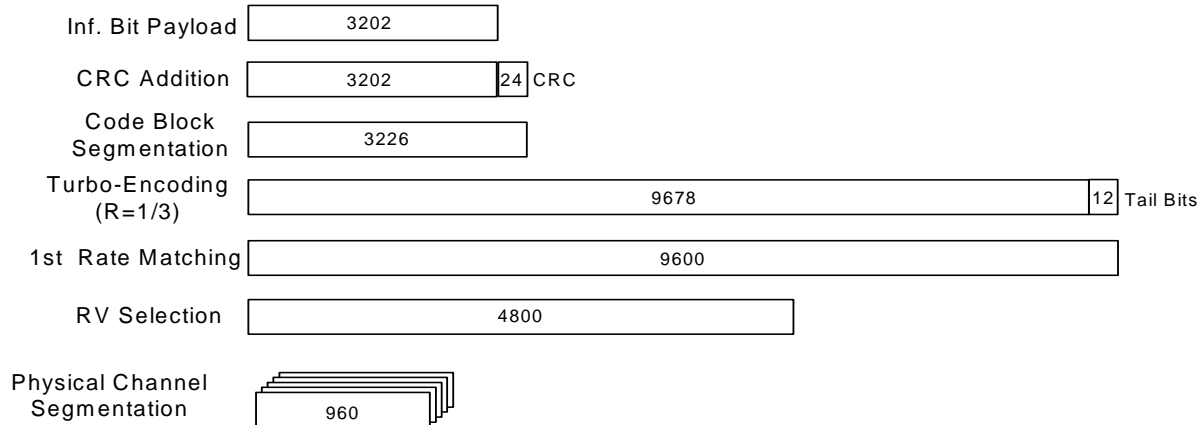 Inf. Bit Payload
3202
CRC Addition
3202
24
CRC
Code Block
Segmentation
3226
Turbo-Encoding
(R=1/3)
9678
12
Tail Bits
1st Rate Matching
9600
RV Selection
4800
Physical Channel
Segmentation
960